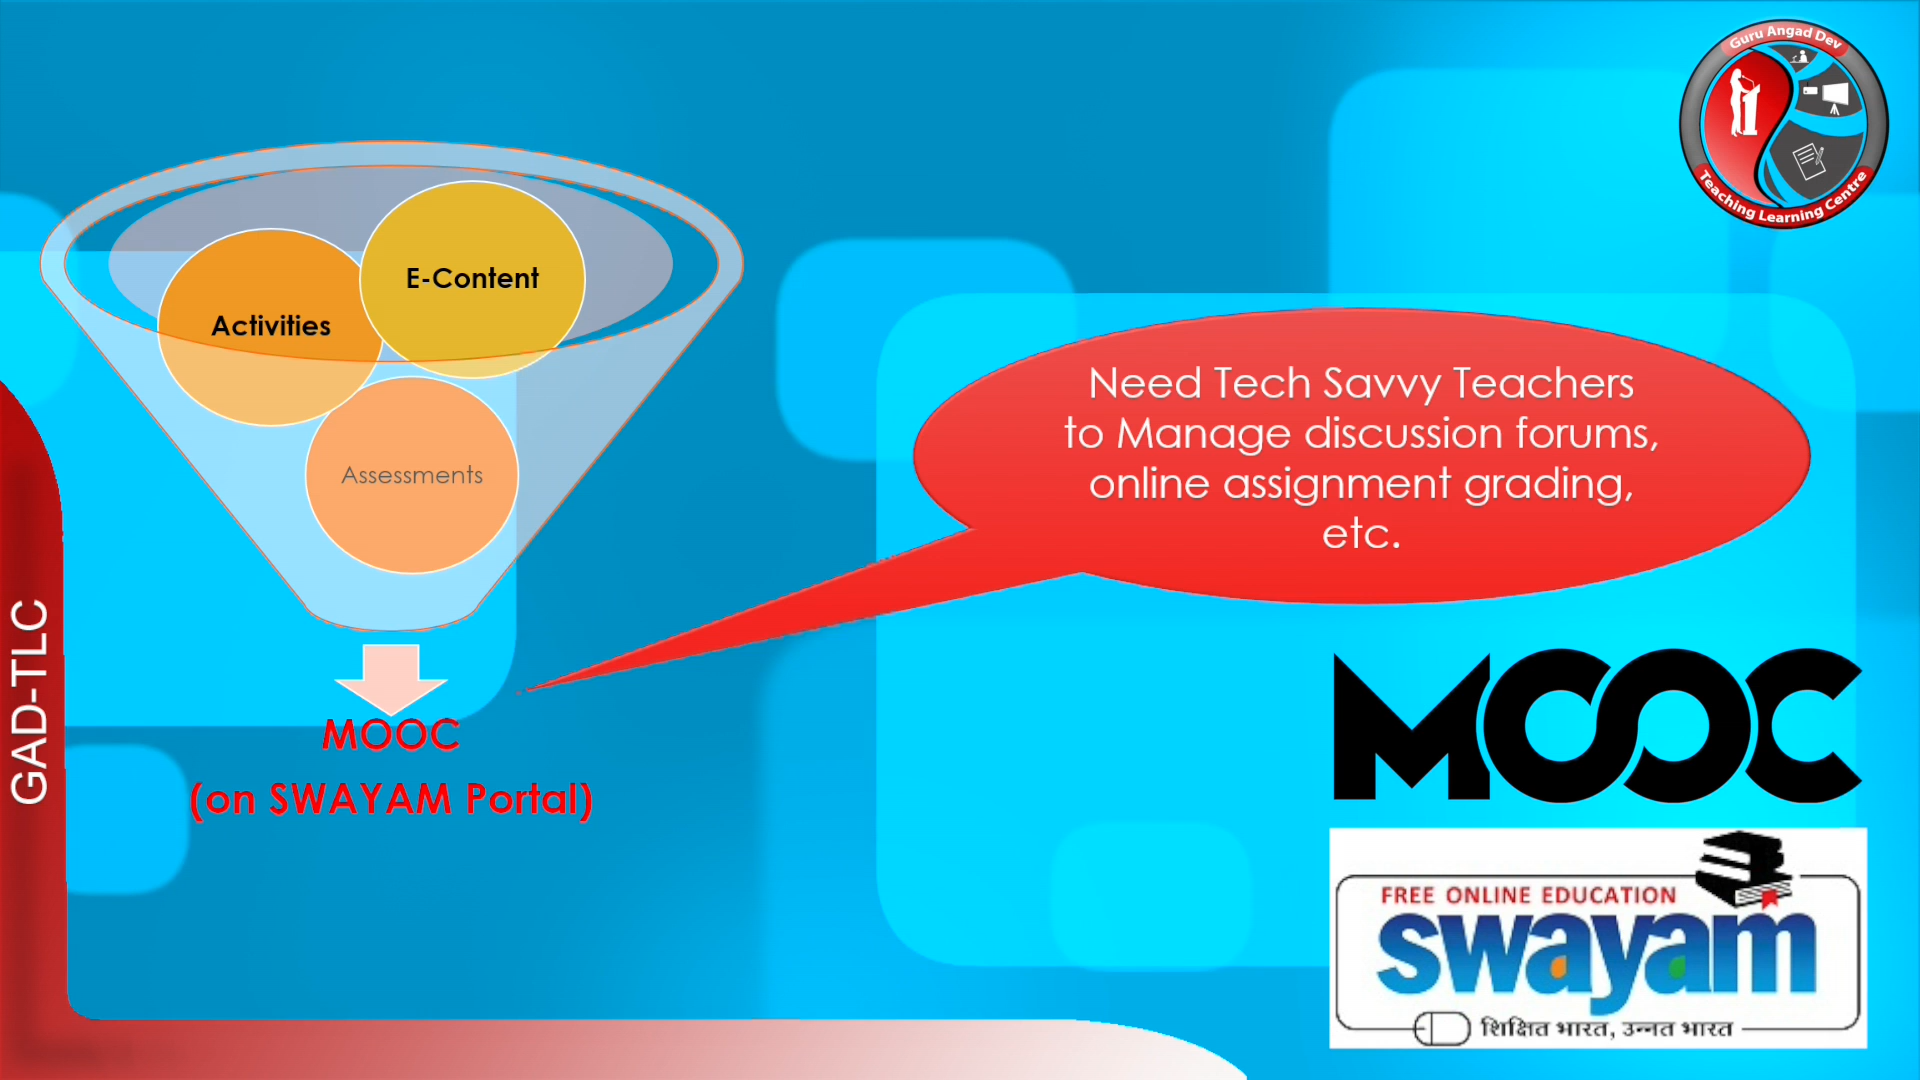 Guru Angad Dev
Teaching Learning Centre
E-Content
Activities
Assessments
MOOC
(on SWAYAM Portal)
Need Tech Savvy Teachers
to Manage discussion forums,
online assignment grading,
etc.
GAD-TLC
MOOC
FREE ONLINE EDUCATION
swayam
शिक्षित भारत, उन्नत भारत